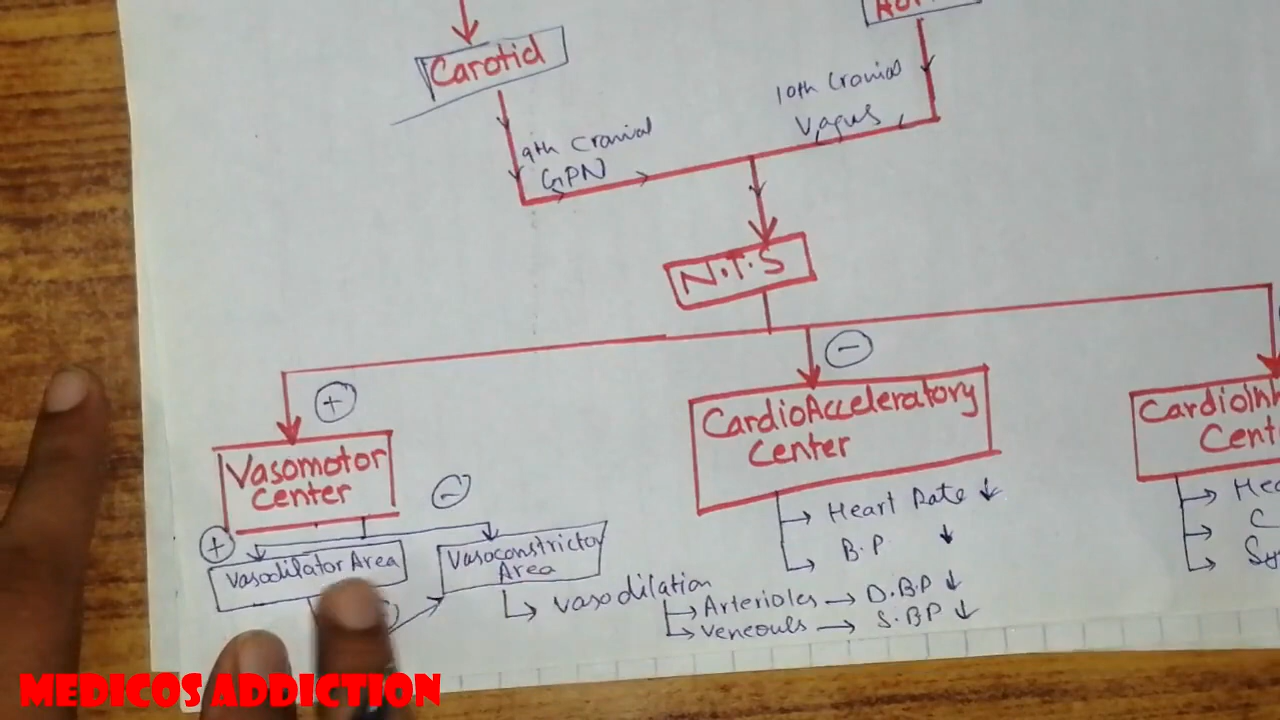 Carotid
10th Cranial
Vagus
9th Cranial
GPN
N.T.S
+
-
Vasomotor
Center
CardioAcceleratory
Center
-
+
Vasodilator Area
Vasoconstrictor
Area
Heart Rate ↓
B.P ↓
vasodilation
Arterioles → D.B.P ↓
Veneouls → S.BP ↓
MEDICOS ADDICTION